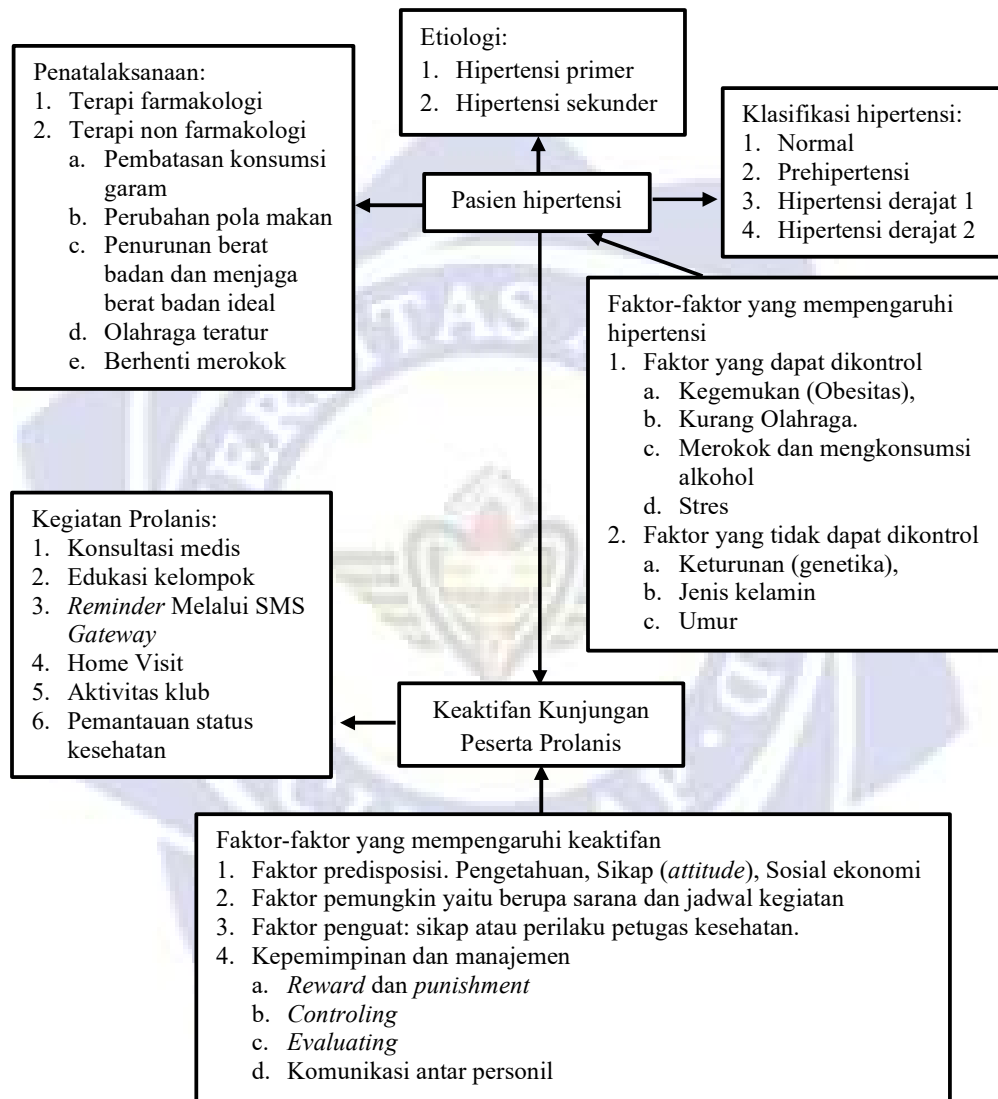 Etiologi:
1. Hipertensi primer
2. Hipertensi sekunder
Penatalaksanaan:
1. Terapi farmakologi
2. Terapi non farmakologi
a. Pembatasan konsumsi
garam
b. Perubahan pola makan
c. Penurunan berat
badan dan menjaga
berat badan ideal
d. Olahraga teratur
e. Berhenti merokok
Klasifikasi hipertensi:
1. Normal
2. Prehipertensi
3. Hipertensi derajat 1
4. Hipertensi derajat 2
Pasien hipertensi
Faktor-faktor yang mempengaruhi
hipertensi
1. Faktor yang dapat dikontrol
a. Kegemukan (Obesitas),
b. Kurang Olahraga.
c. Merokok dan mengkonsumsi
alkohol
d. Stres
2. Faktor yang tidak dapat dikontrol
a. Keturunan (genetika),
b. Jenis kelamin
c. Umur
Kegiatan Prolanis:
1. Konsultasi medis
2. Edukasi kelompok
3. Reminder Melalui SMS
Gateway
4. Home Visit
5. Aktivitas klub
6. Pemantauan status
kesehatan
Keaktifan Kunjungan
Peserta Prolanis
Faktor-faktor yang mempengaruhi keaktifan
1. Faktor predisposisi. Pengetahuan, Sikap (attitude), Sosial ekonomi
2. Faktor pemungkin yaitu berupa sarana dan jadwal kegiatan
3. Faktor penguat: sikap atau perilaku petugas kesehatan.
4. Kepemimpinan dan manajemen
a. Reward dan punishment
b. Controling
c. Evaluating
d. Komunikasi antar personil